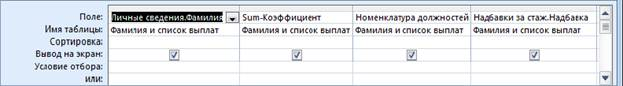 Поле: Личные сведения.Фамилия Sum-Коэффициент Номенклатура должностей Надбавки за стаж.Надбавка
Имя таблицы: Фамилия и список выплат Фамилия и список выплат Фамилия и список выплат Фамилия и список выплат
Сортировка:
Вывод на экран:
Условие отбора:
или: